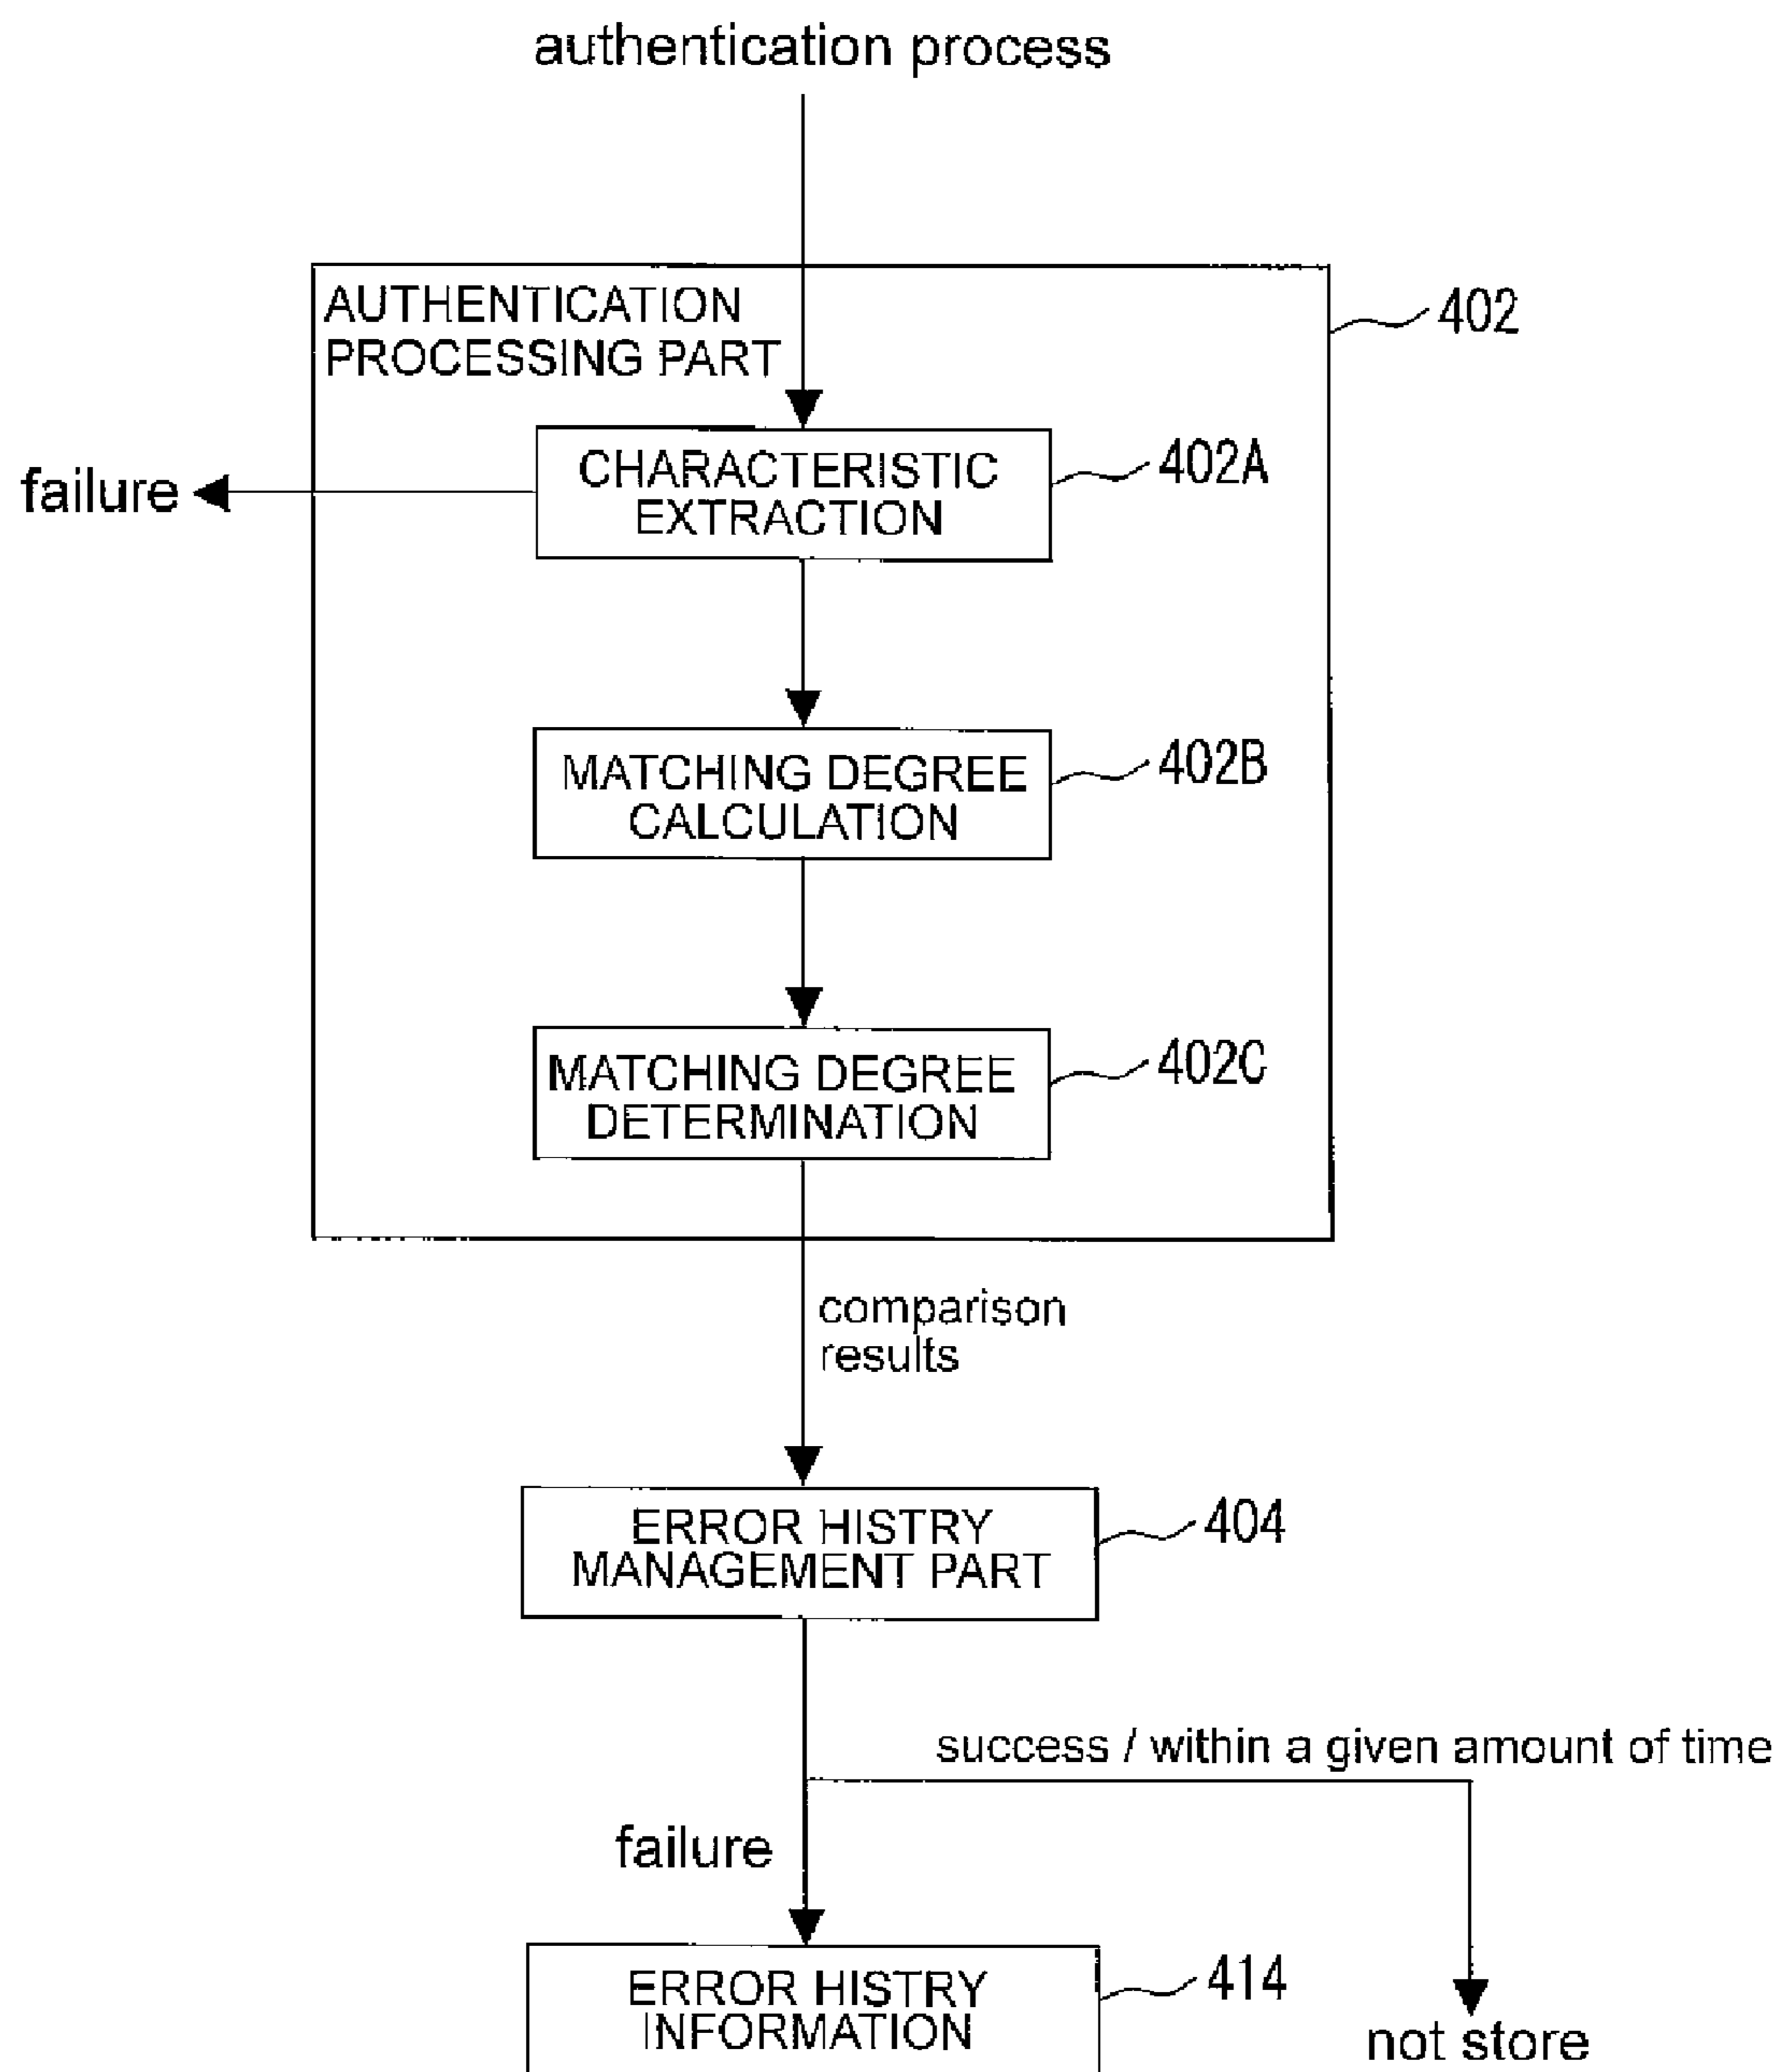 authentication process
AUTHENTICATION
PROCESSING PART
402
CHARACTERISTIC
EXTRACTION
402A
failure
MATCHING DEGREE
CALCULATION
402B
MATCHING DEGREE
DETERMINATION
402C
comparison
results
ERROR HISTRY
MANAGEMENT PART
404
success / within a given amount of time
failure
ERROR HISTRY
INFORMATION
414
not store